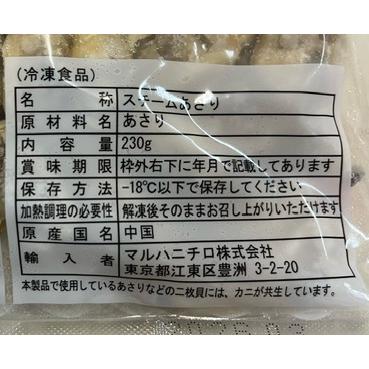 (冷凍食品)
名称 スチームあさり
原材料名 あさり
内容量 230g
賞味期限 枠外右下に年月で記載してあります
保存方法 -18℃以下で保存してください
加熱調理の必要性 解凍後そのままお召し上がりいただけます
原産国名 中国
輸入者 マルハニチロ株式会社
東京都江東区豊洲 3-2-20
本製品で使用しているあさりなどの二枚貝には、カニが共生しています。